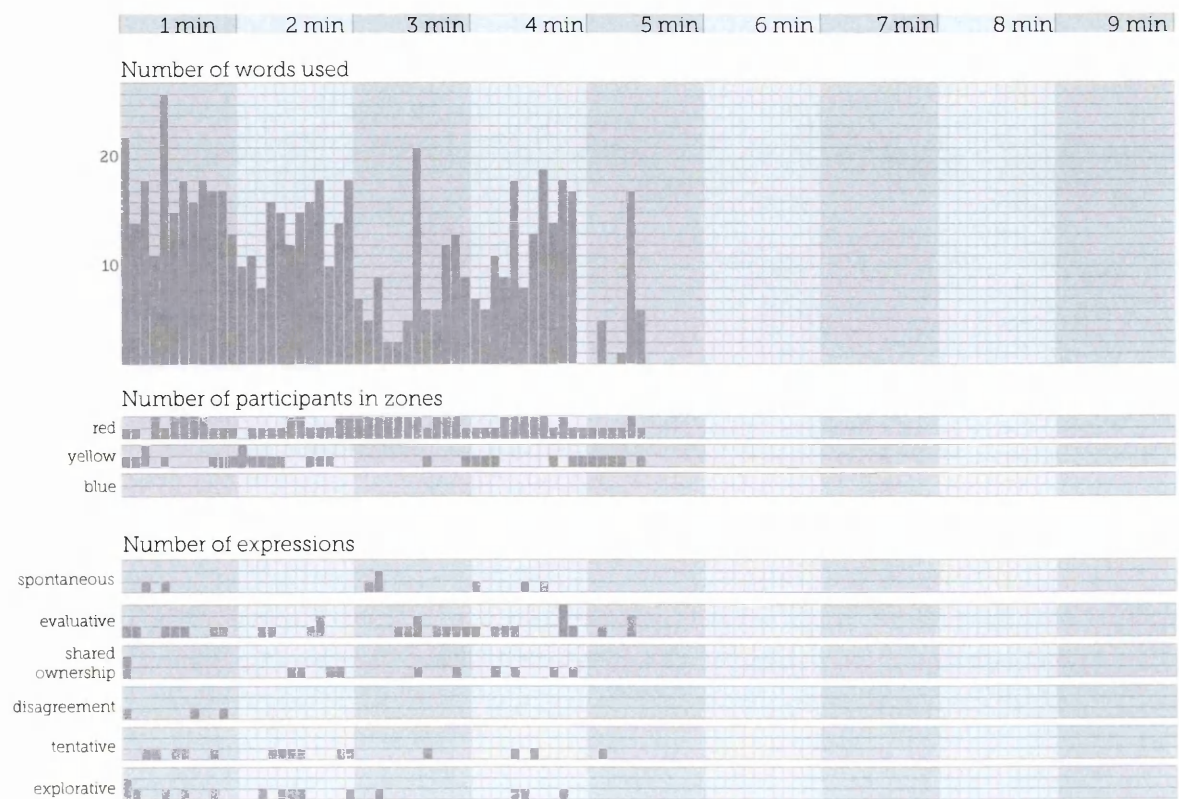 1 min 2 min 3 min 4 min 5 min 6 min 7 min 8 min 9 min
Number of words used
20
10
Number of participants in zones
red
yellow
blue
Number of expressions
spontaneous
evaluative
shared
ownership
disagreement
tentative
explorative